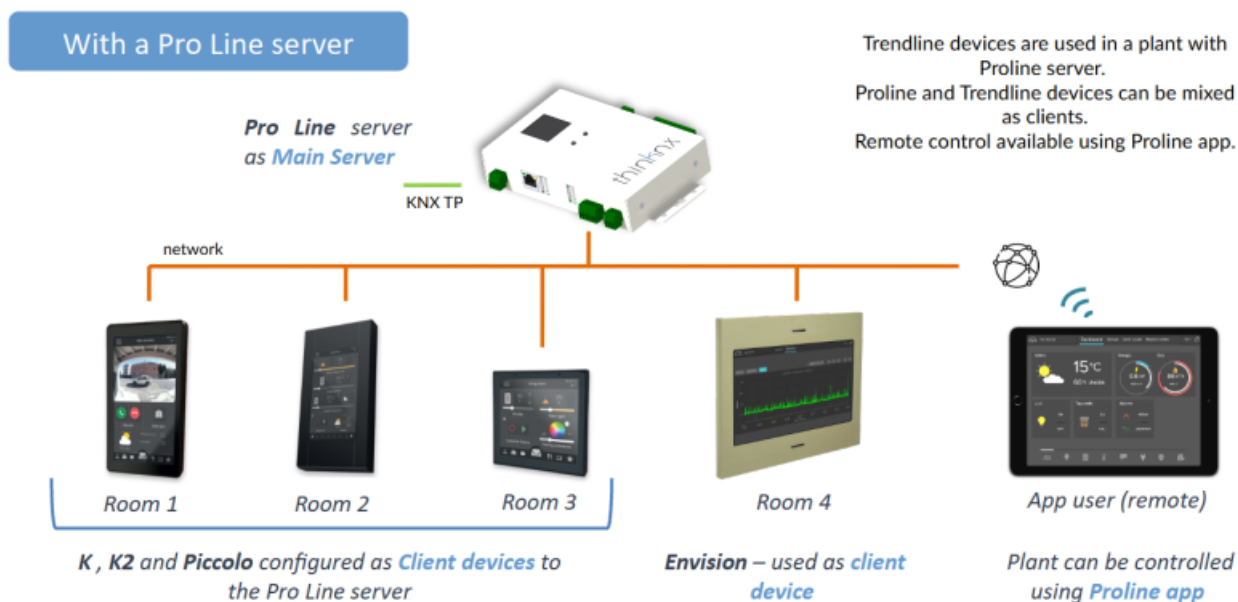 With a Pro Line server
Trendline devices are used in a plant with
Proline server.
Proline and Trendline devices can be mixed
as clients.
Remote control available using Proline app.
Pro Line server
as Main Server
KNX TP
thinknx
network
15°C
Room 1
Room 2
Room 3
Room 4
App user (remote)
K , K2 and Piccolo configured as Client devices to
the Pro Line server
Envision – used as client
device
Plant can be controlled
using Proline app